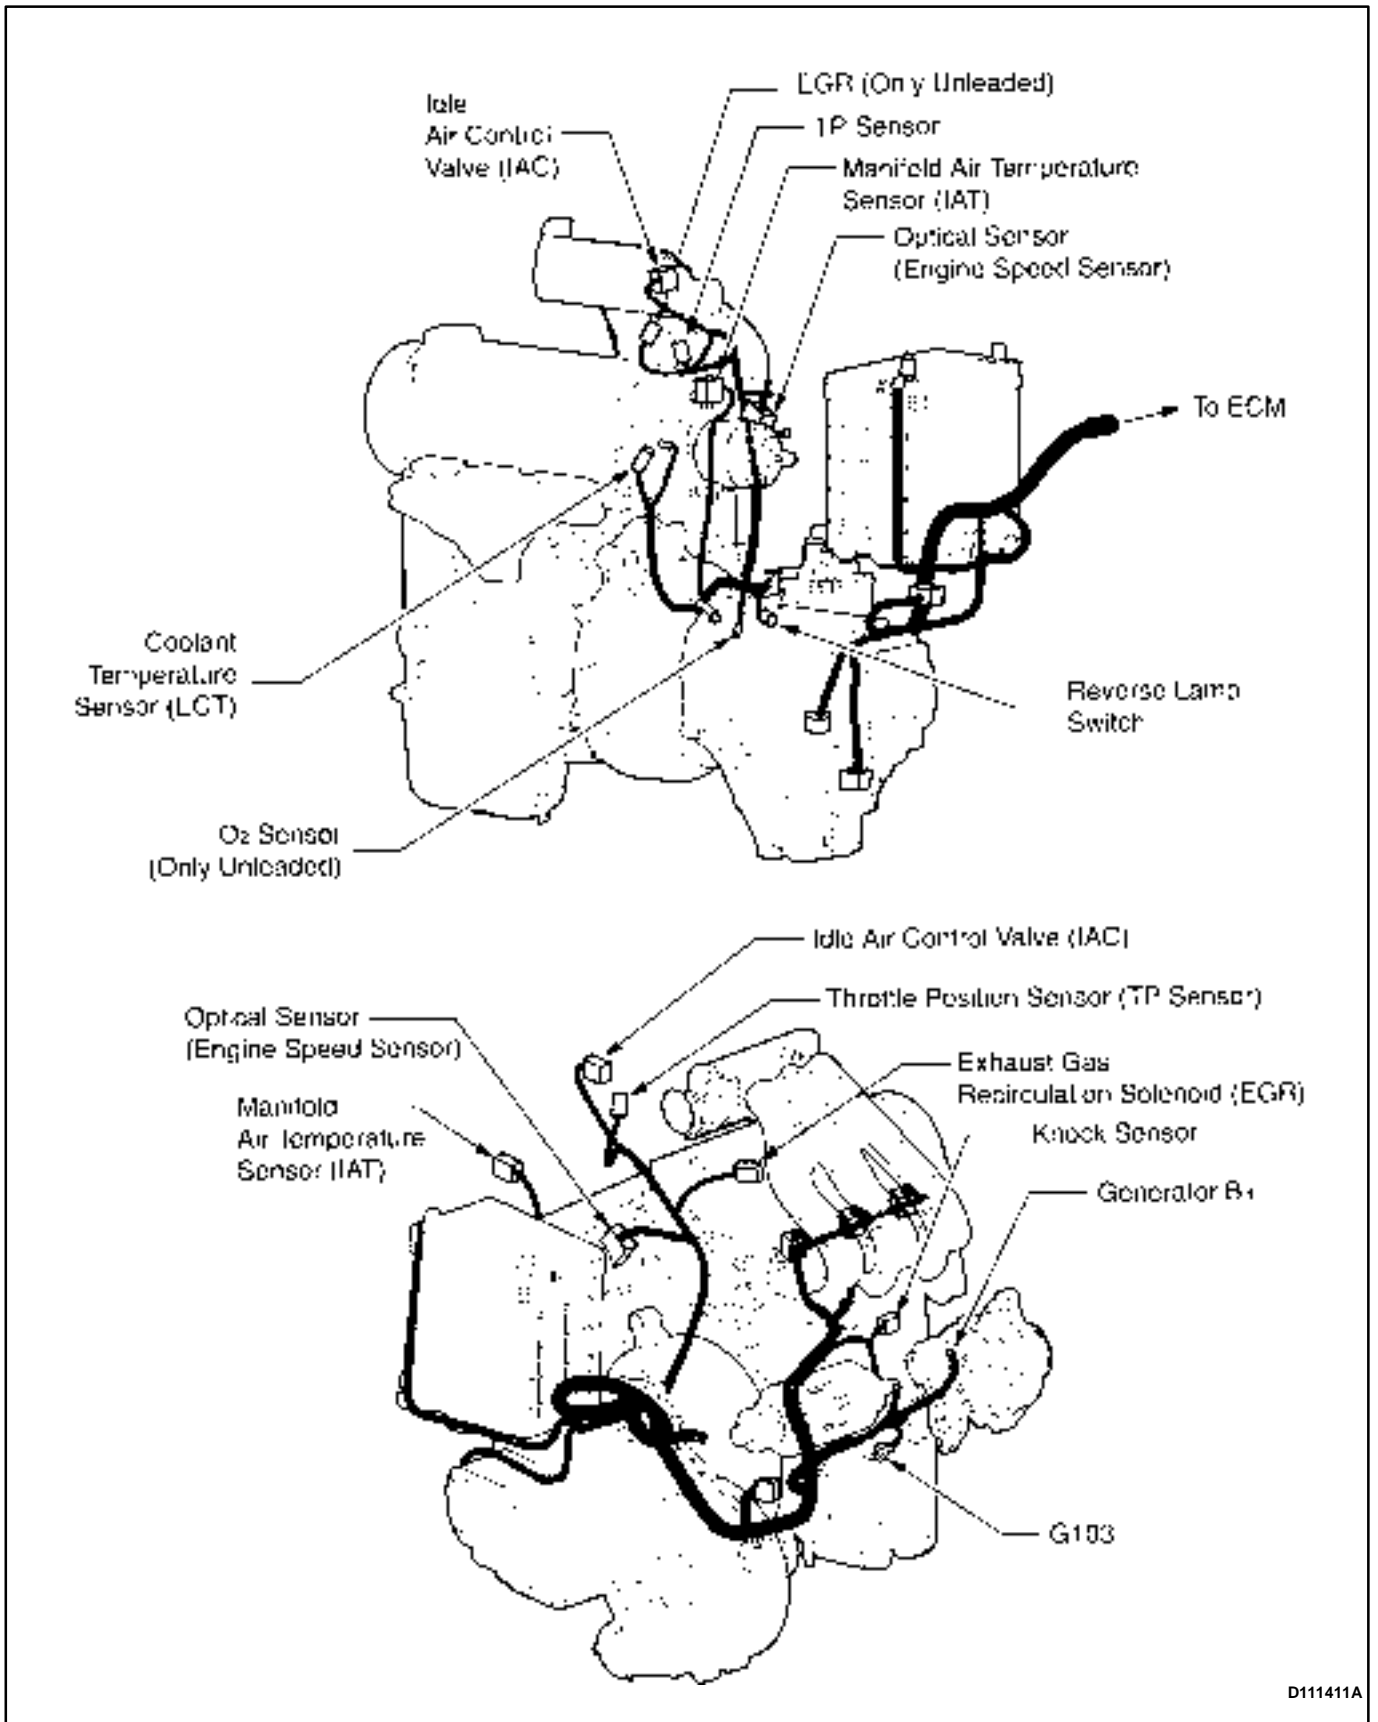 EGR (Only Unleaded)
Idle
Air Control
Valve (IAC)
TP Sensor
Manifold Air Temperature
Sensor (IAT)
Optical Sensor
(Engine Speed Sensor)
To ECM
Coolant
Temperature
Sensor (ECT)
Reverse Lamp
Switch
O2 Sensor
(Only Unleaded)
Idle Air Control Valve (IAC)
Throttle Position Sensor (TP Sensor)
Optical Sensor
(Engine Speed Sensor)
Exhaust Gas
Recirculation Solenoid (EGR)
Manifold
Air Temperature
Sensor (IAT)
Knock Sensor
Generator B+
G103
D111411A